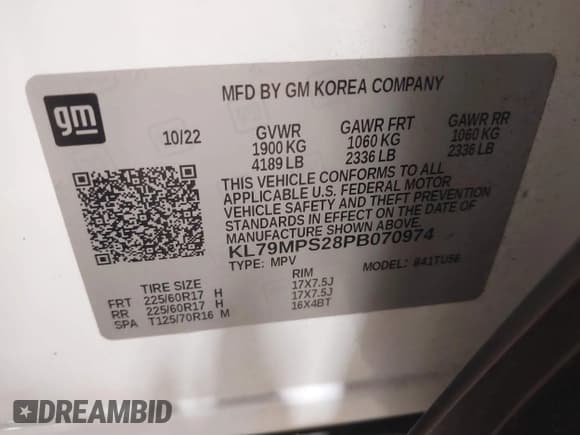 MFD BY GM KOREA COMPANY
gm
10/22
GVWR
1900 KG
4189 LB
GAWR FRT
1060 KG
2336 LB
GAWR RR
1060 KG
2336 LB
THIS VEHICLE CONFORMS TO ALL
APPLICABLE U.S. FEDERAL MOTOR
VEHICLE SAFETY AND THEFT PREVENTION
STANDARDS IN EFFECT ON THE DATE OF
MANUFACTURE SHOWN ABOVE.
KL79MPS28PB070974
TYPE: MPV MODEL: 841TU56
TIRE SIZE RIM
FRT 225/60R17 H 17X7.5J
RR 225/60R17 H 17X7.5J
SPA T125/70R16 M 16X4BT
DREAMBID